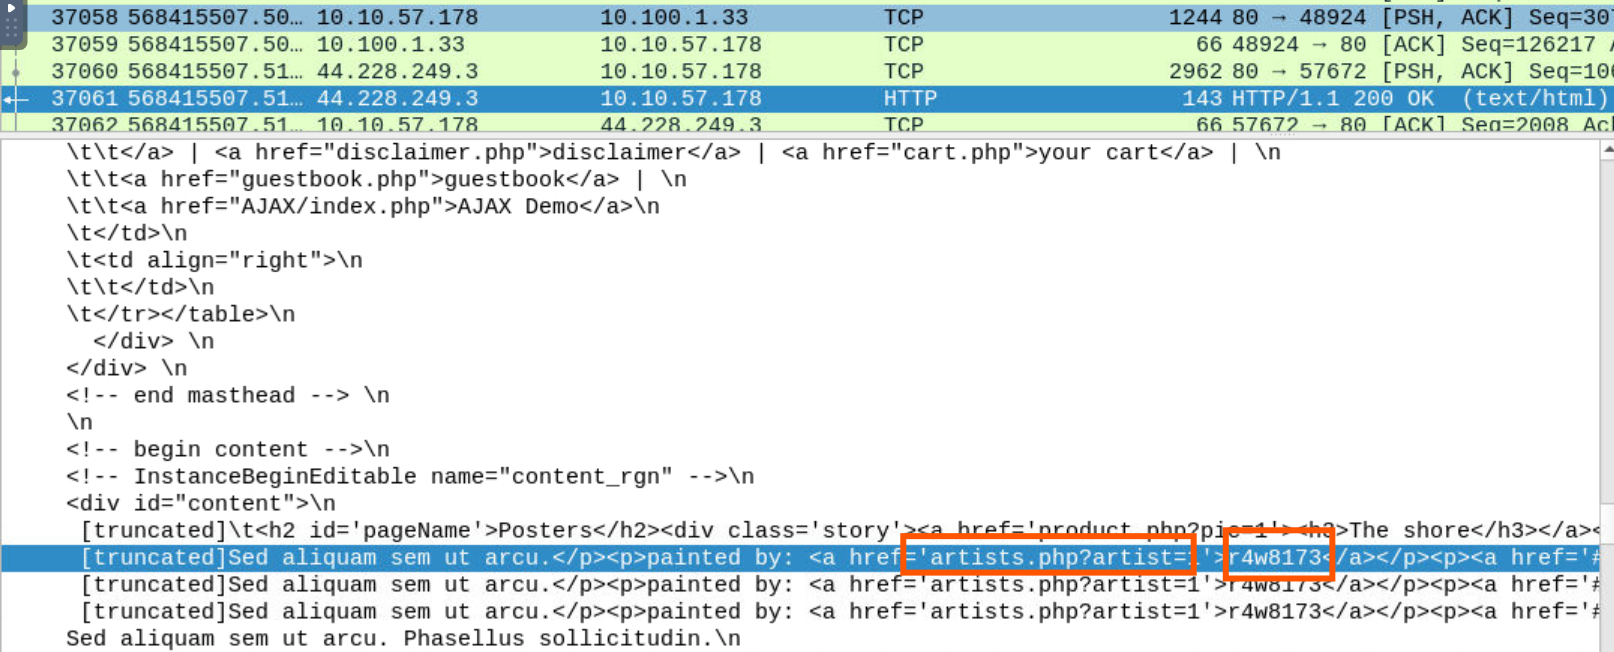 37058 568415507.50… 10.10.57.178 10.100.1.33 TCP 1244 80 → 48924 [PSH, ACK] Seq=307
37059 568415507.50… 10.100.1.33 10.10.57.178 TCP 66 48924 → 80 [ACK] Seq=126217
37060 568415507.51… 44.228.249.3 10.10.57.178 TCP 2962 80 → 57672 [PSH, ACK] Seq=106
37061 568415507.51… 44.228.249.3 10.10.57.178 HTTP 143 HTTP/1.1 200 OK  (text/html)
37062 568415507.51… 10.10.57.178 44.228.249.3 TCP 66 57672 → 80 [ACK] Seq=2008 Ack
\t\t</a> | <a href="disclaimer.php">disclaimer</a> | <a href="cart.php">your cart</a> | \n
\t\t<a href="guestbook.php">guestbook</a> | \n
\t\t<a href="AJAX/index.php">AJAX Demo</a>\n
\t</td>\n
\t<td align="right">\n
\t\t</td>\n
\t</tr></table>\n
</div> \n
</div> \n
<!-- end masthead --> \n
\n
<!-- begin content -->\n
<!-- InstanceBeginEditable name="content_rgn" -->\n
<div id="content">\n
[truncated]\t<h2 id='pageName'>Posters</h2><div class='story'><a href='product.php?pic=1'><h3>The shore</h3></a><
[truncated]Sed aliquam sem ut arcu.</p><p>painted by: <a href='artists.php?artist=1'>r4w8173</a></p><p><a href='#
[truncated]Sed aliquam sem ut arcu.</p><p>painted by: <a href='artists.php?artist=1'>r4w8173</a></p><p><a href='#
[truncated]Sed aliquam sem ut arcu.</p><p>painted by: <a href='artists.php?artist=1'>r4w8173</a></p><p><a href='#
Sed aliquam sem ut arcu. Phasellus sollicitudin.\n